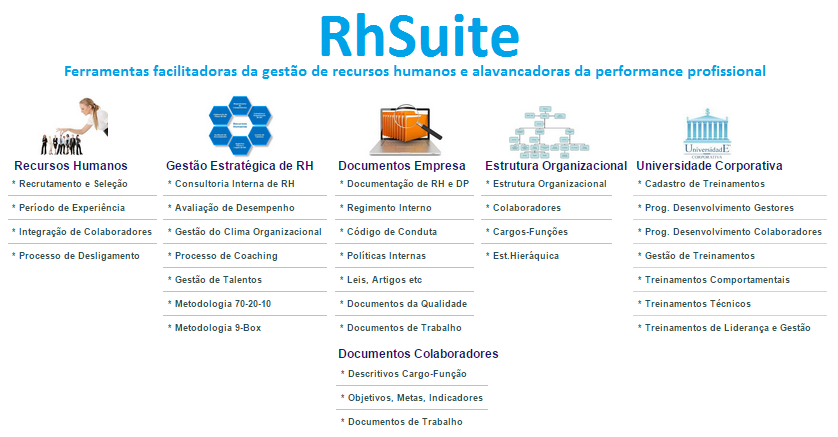 RhSuite
Ferramentas facilitadoras da gestão de recursos humanos e alavancadoras da performance profissional
Recursos Humanos
* Recrutamento e Seleção
* Período de Experiência
* Integração de Colaboradores
* Processo de Desligamento
Gestão Estratégica de RH
* Consultoria Interna de RH
* Avaliação de Desempenho
* Gestão do Clima Organizacional
* Processo de Coaching
* Gestão de Talentos
* Metodologia 70-20-10
* Metodologia 9-Box
Documentos Empresa
* Documentação de RH e DP
* Regimento Interno
* Código de Conduta
* Políticas Internas
* Leis, Artigos etc
* Documentos da Qualidade
* Documentos de Trabalho
Documentos Colaboradores
* Descritivos Cargo-Função
* Objetivos, Metas, Indicadores
* Documentos de Trabalho
Estrutura Organizacional
* Estrutura Organizacional
* Colaboradores
* Cargos-Funções
* Est.Hieráquica
UniversidadE
CORPORATIVA
Universidade Corporativa
* Cadastro de Treinamentos
* Prog. Desenvolvimento Gestores
* Prog. Desenvolvimento Colaboradores
* Gestão de Treinamentos
* Treinamentos Comportamentais
* Treinamentos Técnicos
* Treinamentos de Liderança e Gestão